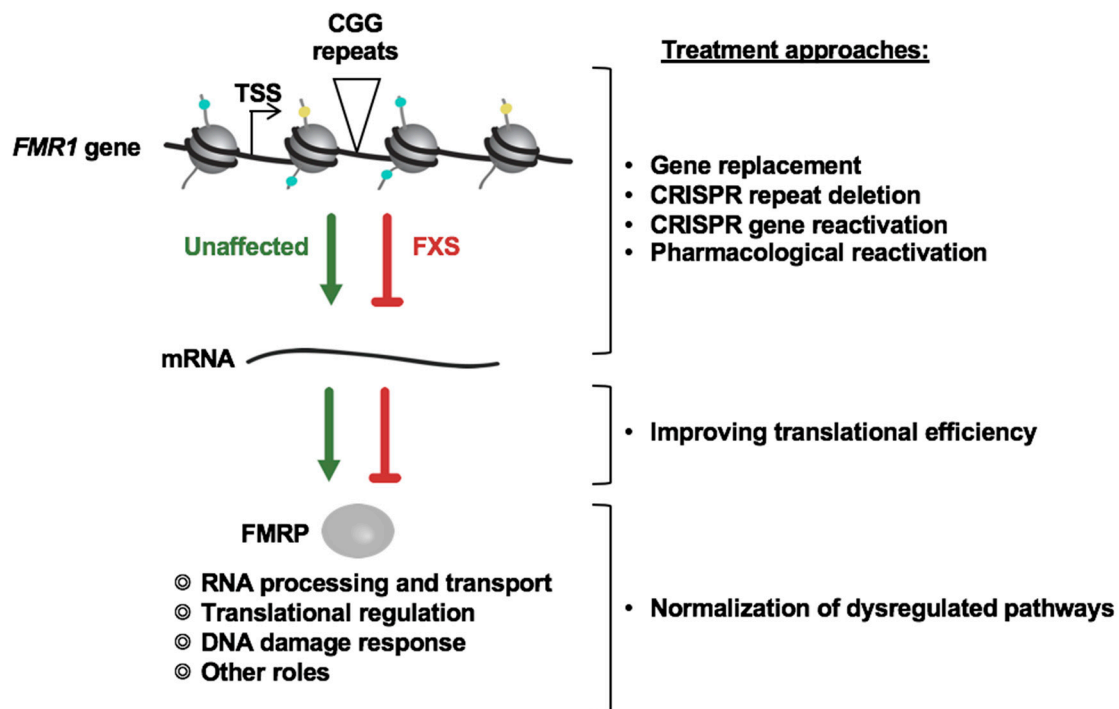 CGG
repeats
Treatment approaches:
TSS
FMR1 gene
• Gene replacement
• CRISPR repeat deletion
• CRISPR gene reactivation
• Pharmacological reactivation
Unaffected
FXS
mRNA
• Improving translational efficiency
FMRP
◎ RNA processing and transport
◎ Translational regulation
◎ DNA damage response
◎ Other roles
• Normalization of dysregulated pathways